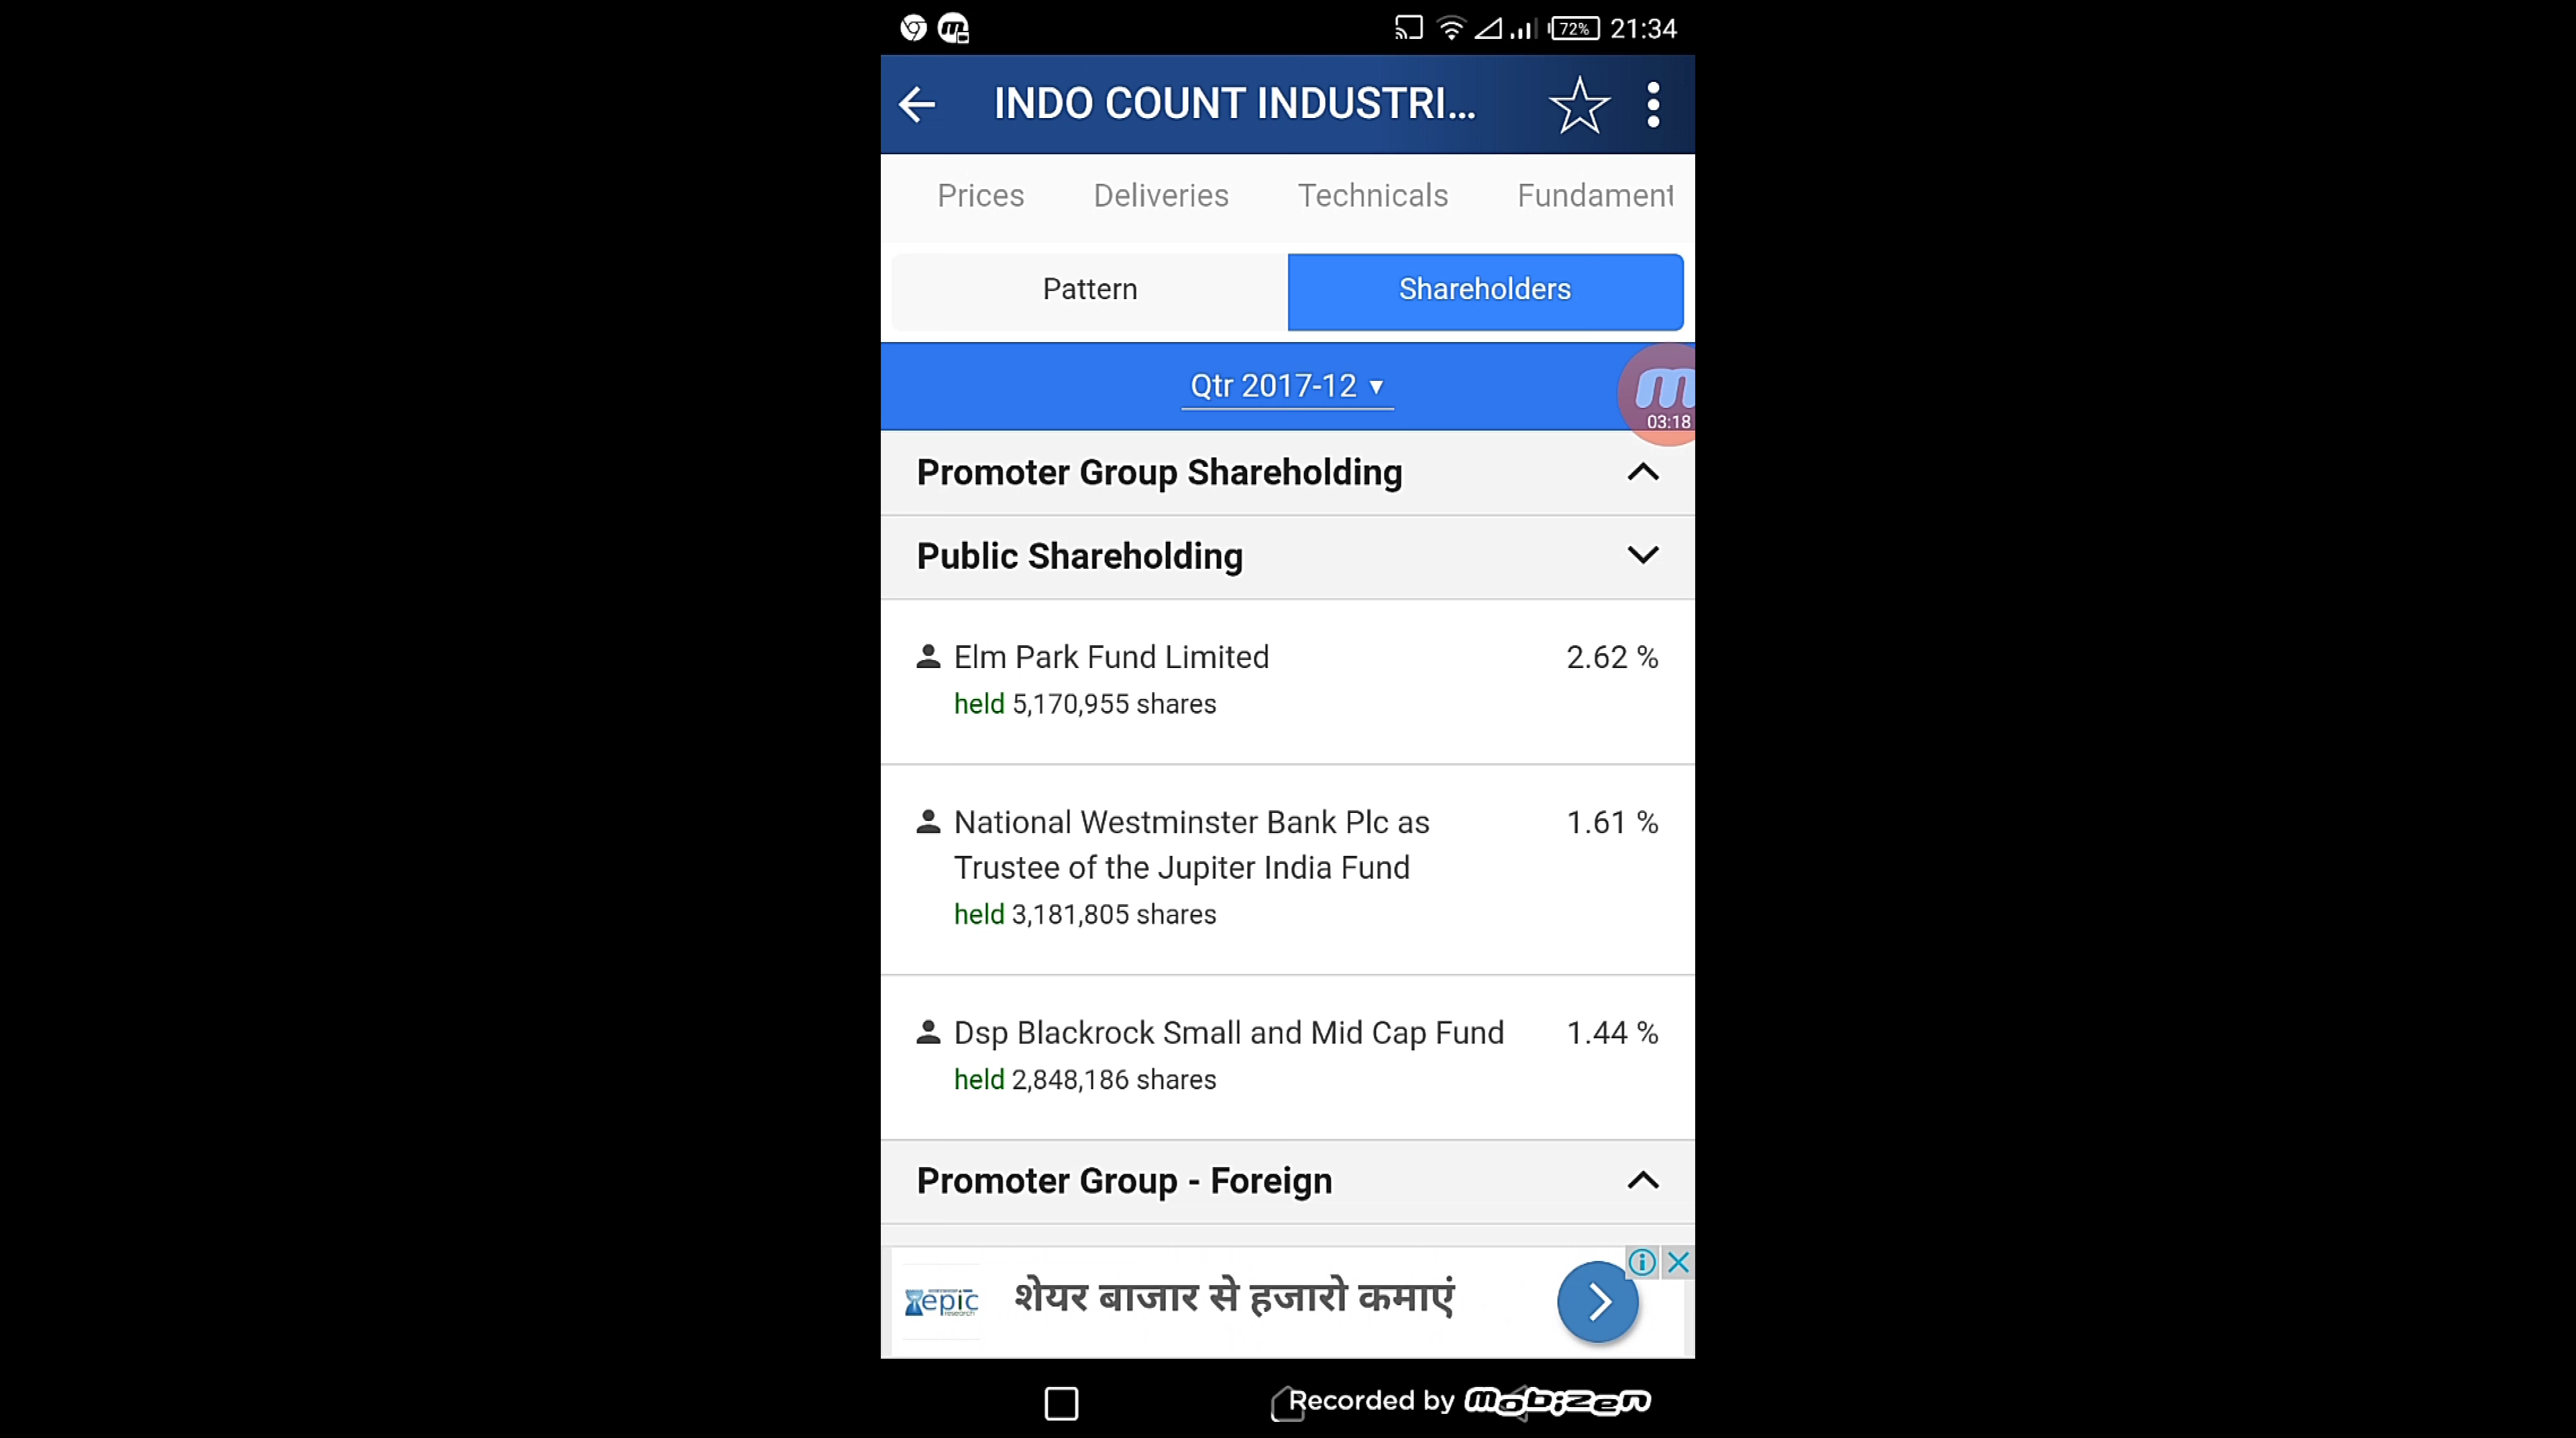 72% 21:34
INDO COUNT INDUSTRI...
Prices Deliveries Technicals Fundament
Pattern Shareholders
Qtr 2017-12 ▼
03:18
Promoter Group Shareholding
Public Shareholding
Elm Park Fund Limited 2.62 %
held 5,170,955 shares
National Westminster Bank Plc as 1.61 %
Trustee of the Jupiter India Fund
held 3,181,805 shares
Dsp Blackrock Small and Mid Cap Fund 1.44 %
held 2,848,186 shares
Promoter Group - Foreign
epic
research
शेयर बाजार से हजारो कमाएं
Recorded by mobizen